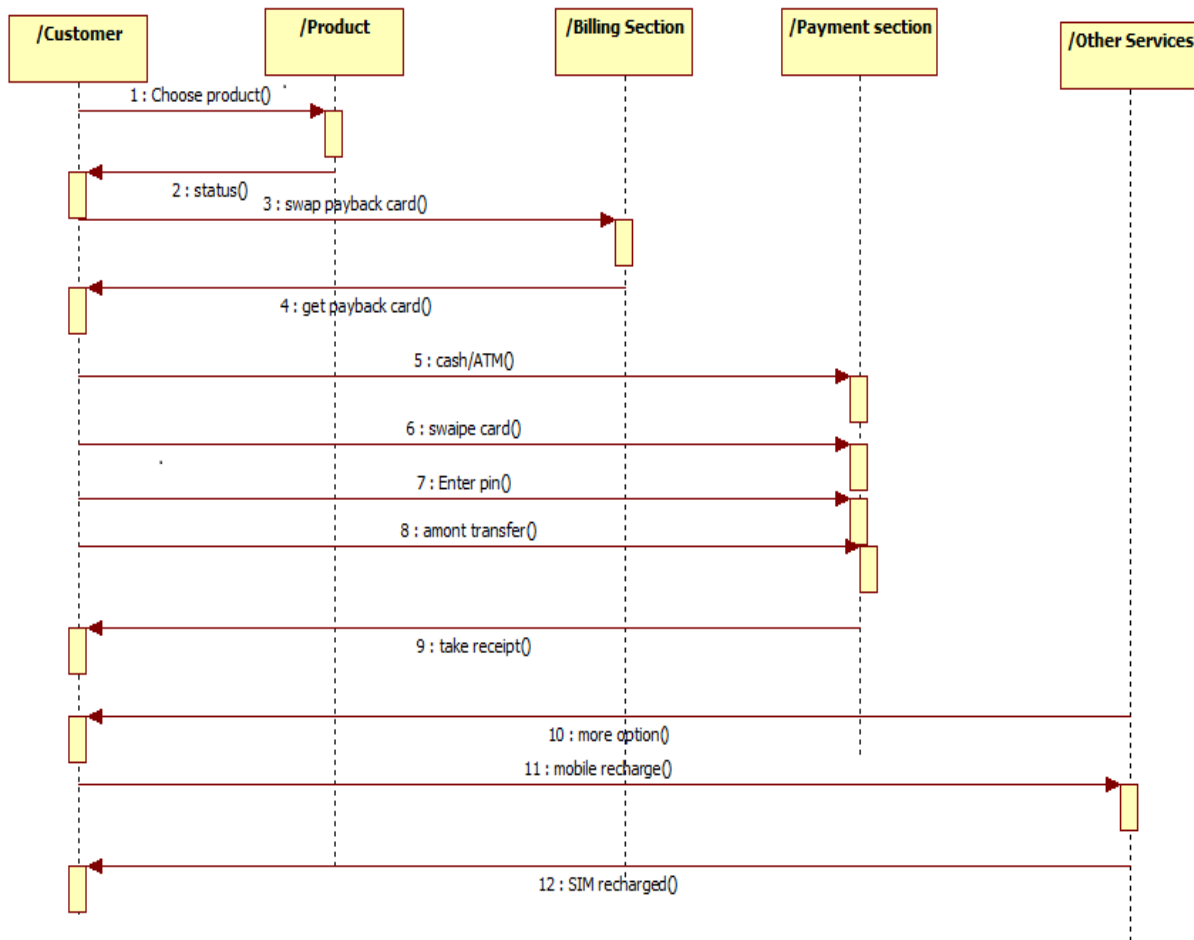 /Customer
/Product
/Billing Section
/Payment section
/Other Services
1 : Choose product()
2 : status()
3 : swap payback card()
4 : get payback card()
5 : cash/ATM()
6 : swaipe card()
7 : Enter pin()
8 : amont transfer()
9 : take receipt()
10 : more option()
11 : mobile recharge()
12 : SIM recharged()